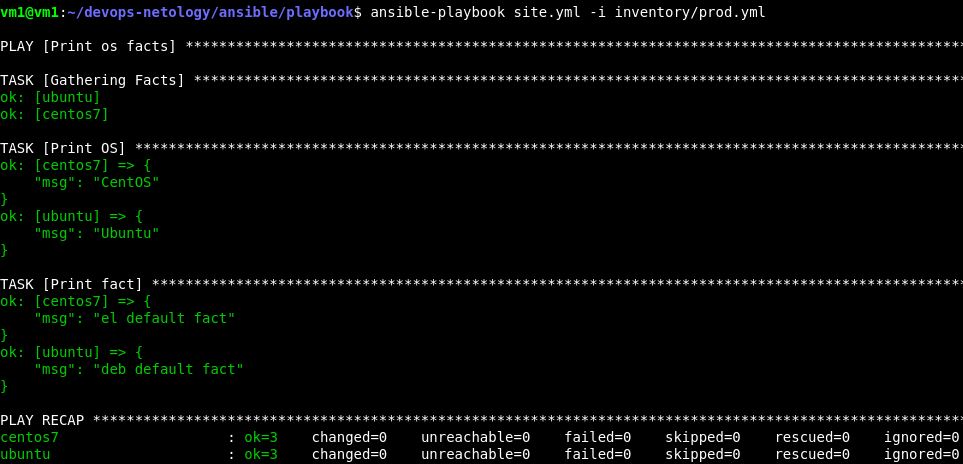 vm1@vm1:~/devops-netology/ansible/playbook$ ansible-playbook site.yml -i inventory/prod.yml
PLAY [Print os facts] ********************************************************************************************
TASK [Gathering Facts] *******************************************************************************************
ok: [ubuntu]
ok: [centos7]
TASK [Print OS] **************************************************************************************************
ok: [centos7] => {
    "msg": "CentOS"
}
ok: [ubuntu] => {
    "msg": "Ubuntu"
}
TASK [Print fact] ************************************************************************************************
ok: [centos7] => {
    "msg": "el default fact"
}
ok: [ubuntu] => {
    "msg": "deb default fact"
}
PLAY RECAP *******************************************************************************************************
centos7                    : ok=3    changed=0    unreachable=0    failed=0    skipped=0    rescued=0    ignored=0
ubuntu                     : ok=3    changed=0    unreachable=0    failed=0    skipped=0    rescued=0    ignored=0